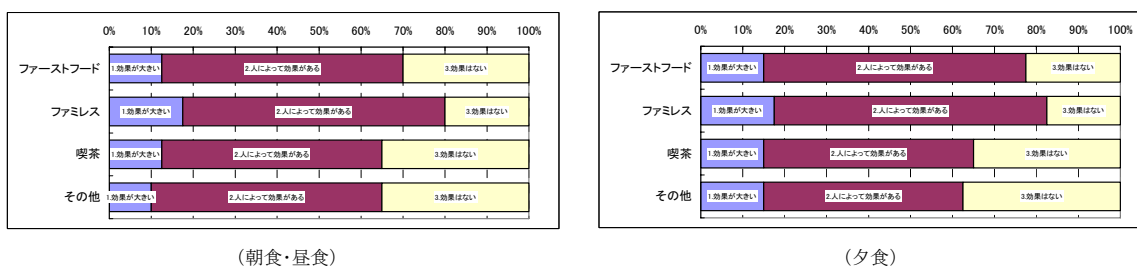 0% 10% 20% 30% 40% 50% 60% 70% 80% 90% 100%
ファーストフード 1.効果が大きい 2.人によって効果がある 3.効果はない
ファミレス 1.効果が大きい 2.人によって効果がある 3.効果はない
喫茶 1.効果が大きい 2.人によって効果がある 3.効果はない
その他 1.効果が大きい 2.人によって効果がある 3.効果はない
(朝食・昼食)
0% 10% 20% 30% 40% 50% 60% 70% 80% 90% 100%
ファーストフード 1.効果が大きい 2.人によって効果がある 3.効果はない
ファミレス 1.効果が大きい 2.人によって効果がある 3.効果はない
喫茶 1.効果が大きい 2.人によって効果がある 3.効果はない
その他 1.効果が大きい 2.人によって効果がある 3.効果はない
(夕食)